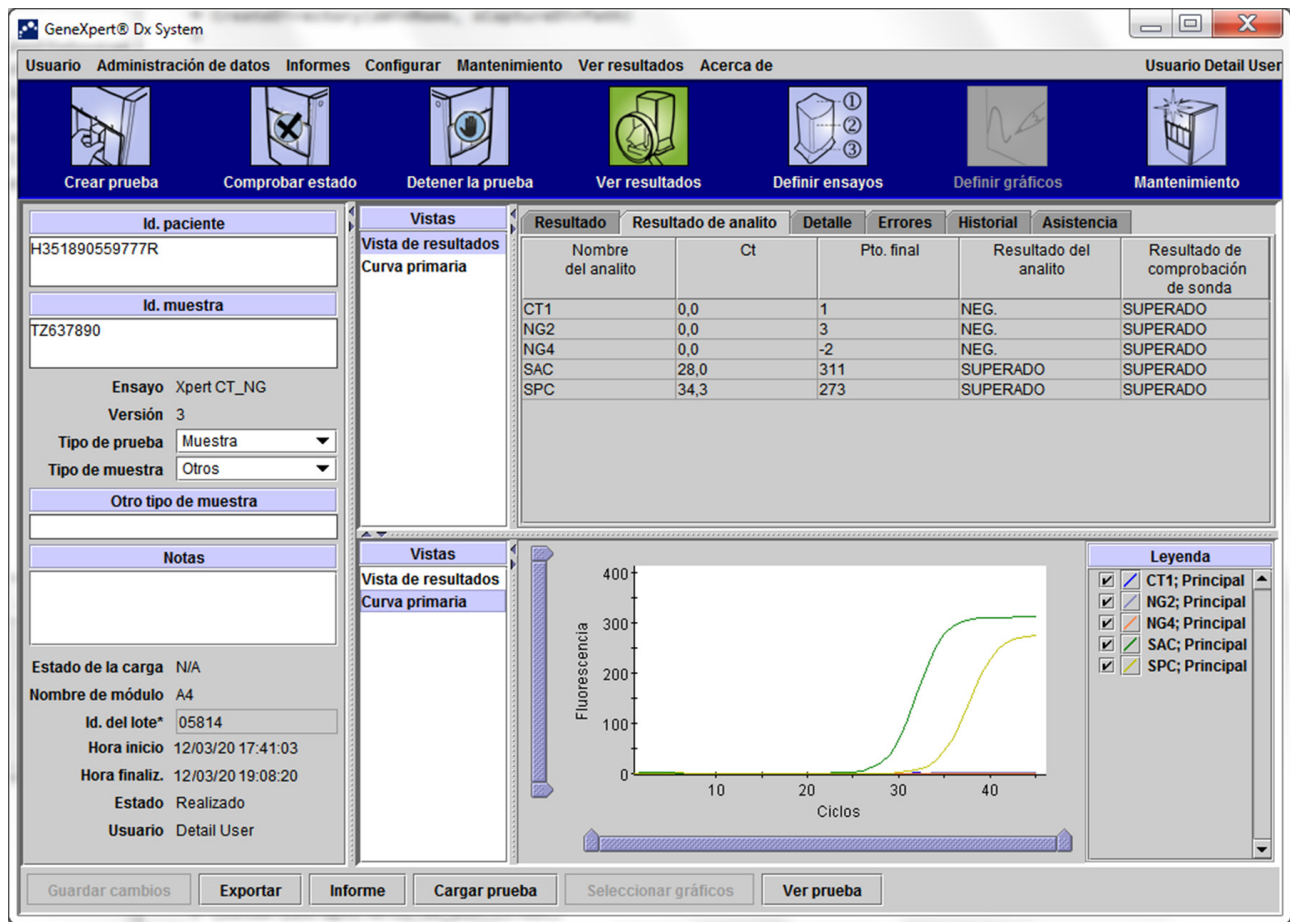 GeneXpert® Dx System
Usuario Administración de datos Informes Configurar Mantenimiento Ver resultados Acerca de Usuario Detail User
Crear prueba Comprobar estado Detener la prueba Ver resultados Definir ensayos Definir gráficos Mantenimiento
Id. paciente
H351890559777R
Id. muestra
TZ637890
Ensayo Xpert CT_NG
Versión 3
Tipo de prueba Muestra
Tipo de muestra Otros
Otro tipo de muestra
Notas
Estado de la carga N/A
Nombre de módulo A4
Id. del lote* 05814
Hora inicio 12/03/20 17:41:03
Hora finaliz. 12/03/20 19:08:20
Estado Realizado
Usuario Detail User
Vistas
Vista de resultados
Curva primaria
Resultado Resultado de analito Detalle Errores Historial Asistencia
Nombre del analito Ct Pto. final Resultado del analito Resultado de comprobación de sonda
CT1 0,0 1 NEG. SUPERADO
NG2 0,0 3 NEG. SUPERADO
NG4 0,0 -2 NEG. SUPERADO
SAC 28,0 311 SUPERADO SUPERADO
SPC 34,3 273 SUPERADO SUPERADO
Vistas
Vista de resultados
Curva primaria
Fluorescencia
400
300
200
100
0
10 20 30 40
Ciclos
Leyenda
CT1; Principal
NG2; Principal
NG4; Principal
SAC; Principal
SPC; Principal
Guardar cambios Exportar Informe Cargar prueba Seleccionar gráficos Ver prueba